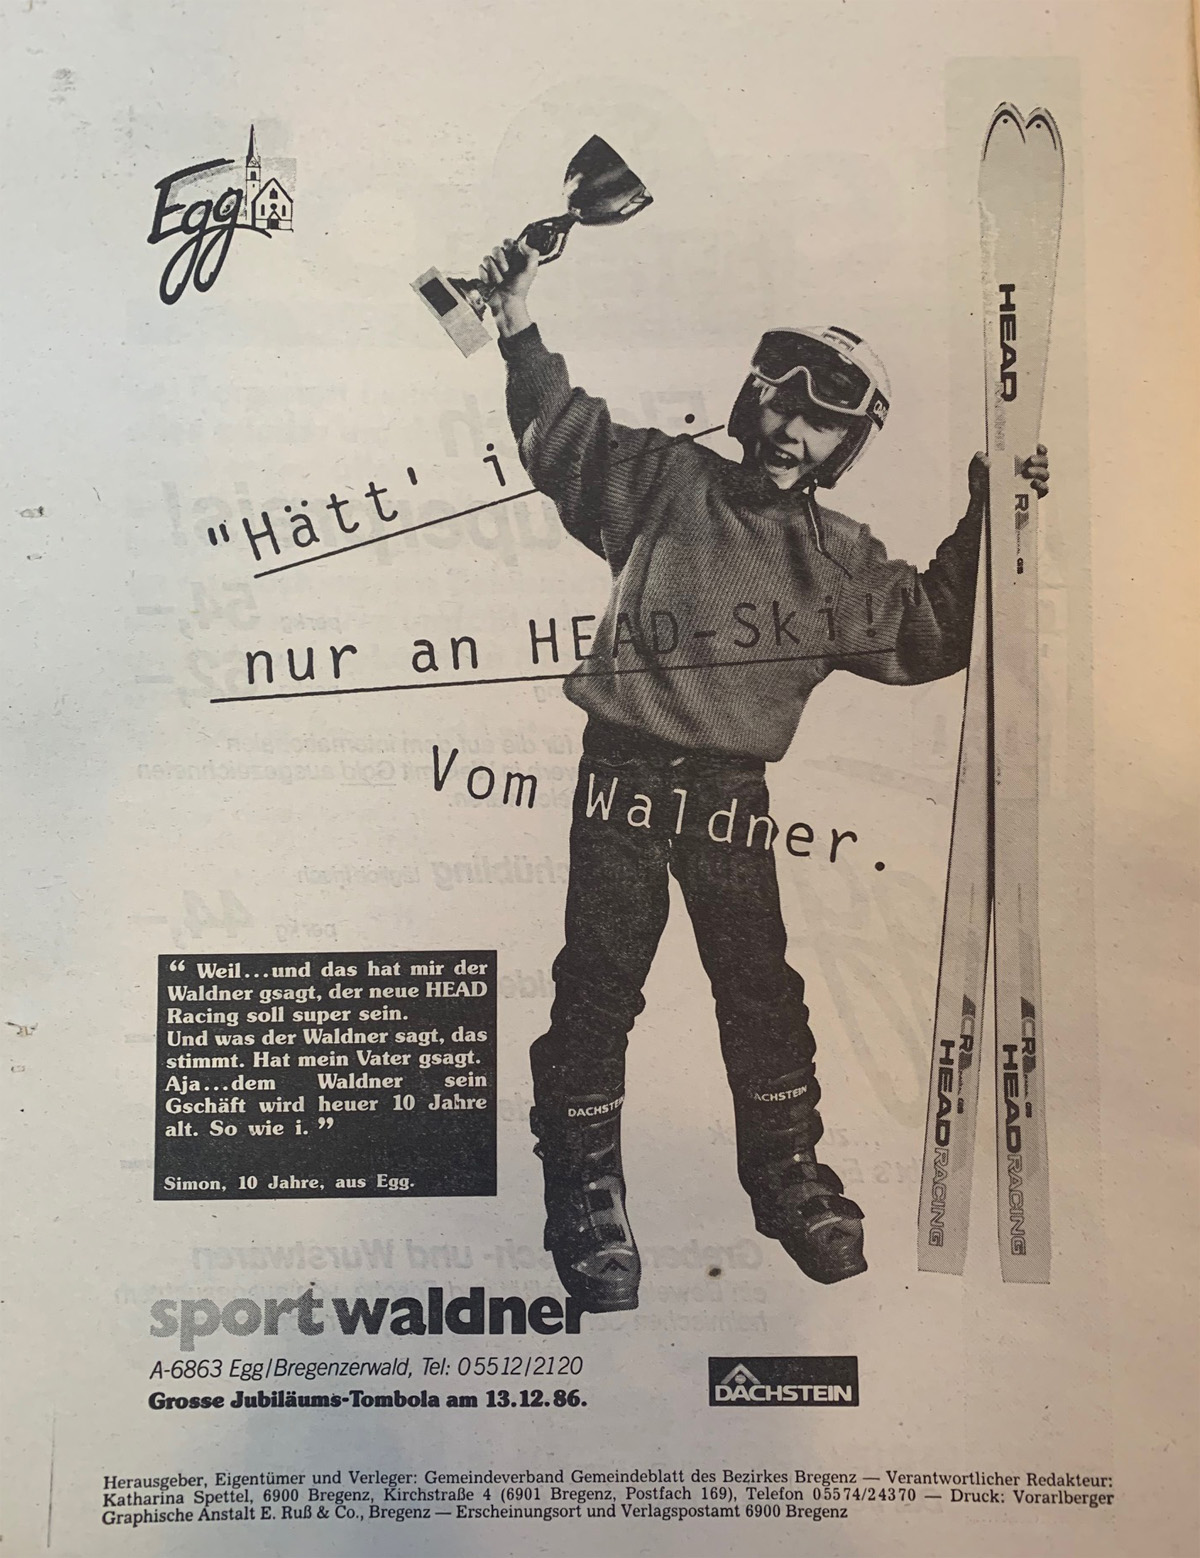 Egg
"Hätt' i
nur an HEAD-Ski!"
Vom Waldner.
HEAD
HEAD RACING
HEAD RACING
“ Weil...und das hat mir der
Waldner gsagt, der neue HEAD
Racing soll super sein.
Und was der Waldner sagt, das
stimmt. Hat mein Vater gsagt.
Aja...dem Waldner sein
Gschäft wird heuer 10 Jahre
alt. So wie i. ”
Simon, 10 Jahre, aus Egg.
DACHSTEIN
DACHSTEIN
sport waldner
A-6863 Egg/Bregenzerwald, Tel: 05512/2120
Grosse Jubiläums-Tombola am 13.12.86.
DACHSTEIN
Herausgeber, Eigentümer und Verleger: Gemeindeverband Gemeindeblatt des Bezirkes Bregenz — Verantwortlicher Redakteur:
Katharina Spettel, 6900 Bregenz, Kirchstraße 4 (6901 Bregenz, Postfach 169), Telefon 05574/24370 — Druck: Vorarlberger
Graphische Anstalt E. Ruß & Co., Bregenz — Erscheinungsort und Verlagspostamt 6900 Bregenz